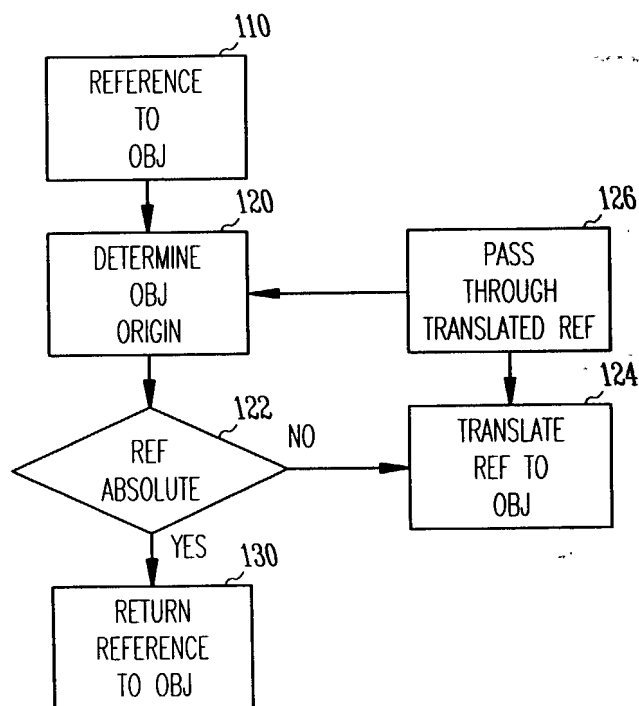 110
REFERENCE
TO
OBJ
120
DETERMINE
OBJ
ORIGIN
126
PASS
THROUGH
TRANSLATED REF
122
REF
ABSOLUTE
NO
YES
124
TRANSLATE
REF TO
OBJ
130
RETURN
REFERENCE
TO OBJ